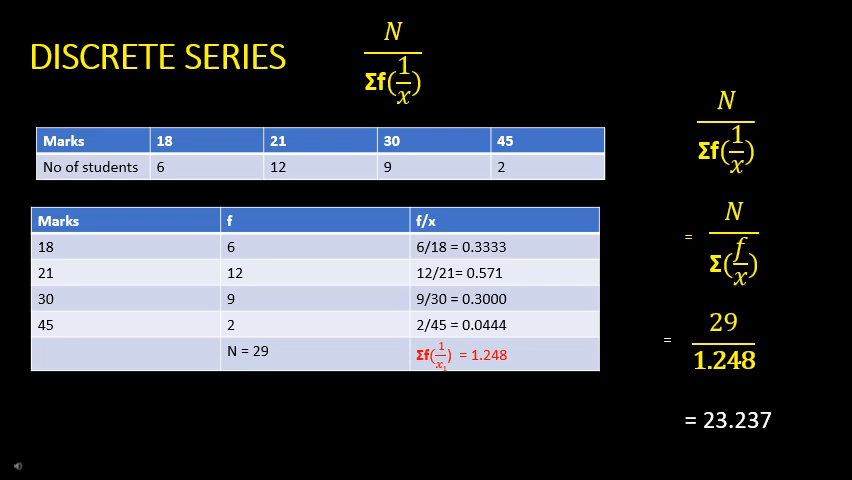 DISCRETE SERIES
N
Σf(1/x)
Marks 18 21 30 45
No of students 6 12 9 2
Marks f f/x
18 6 6/18 = 0.3333
21 12 12/21= 0.571
30 9 9/30 = 0.3000
45 2 2/45 = 0.0444
N = 29 Σf(1/x₁) = 1.248
N
Σf(1/x)
= N
Σ(f/x)
= 29
1.248
= 23.237